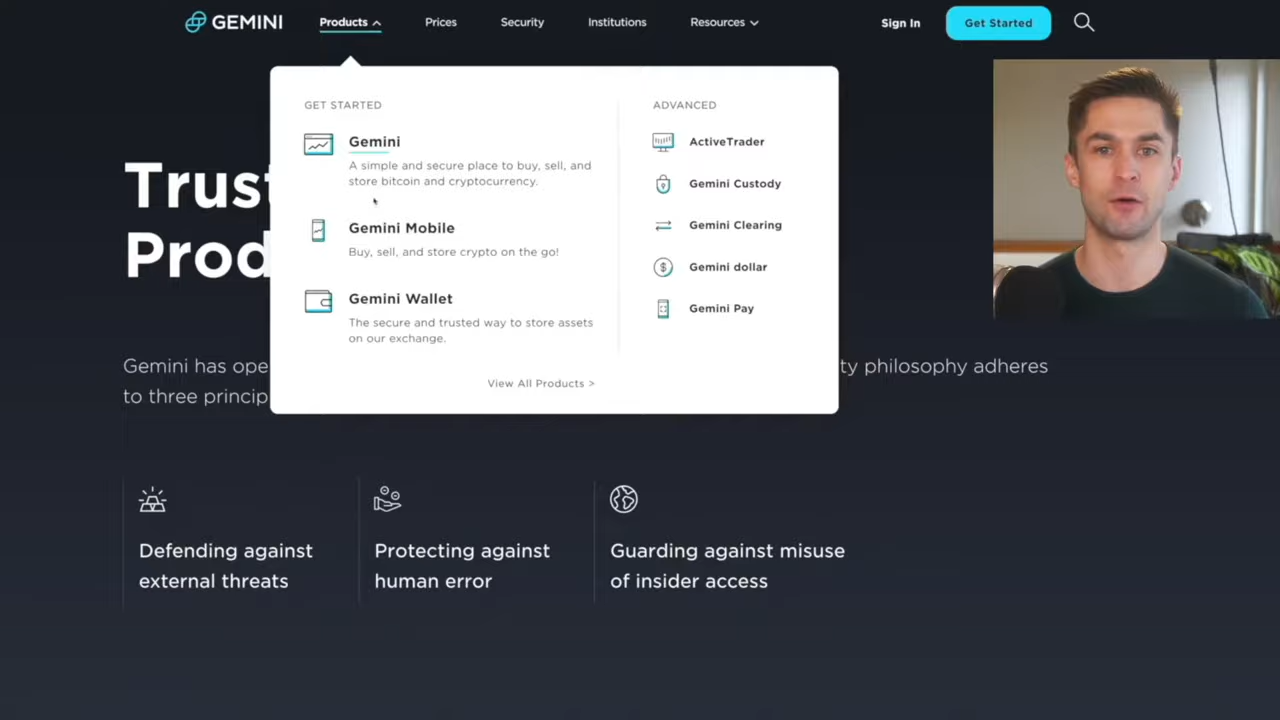 GEMINI
Products
Prices
Security
Institutions
Resources
Sign In
Get Started
GET STARTED
Gemini
A simple and secure place to buy, sell, and
store bitcoin and cryptocurrency.
Gemini Mobile
Buy, sell, and store crypto on the go!
Gemini Wallet
The secure and trusted way to store assets
on our exchange.
ADVANCED
ActiveTrader
Gemini Custody
Gemini Clearing
Gemini dollar
Gemini Pay
View All Products >
Trus
Prod
Gemini has ope ty philosophy adheres
to three princip
Defending against
external threats
Protecting against
human error
Guarding against misuse
of insider access